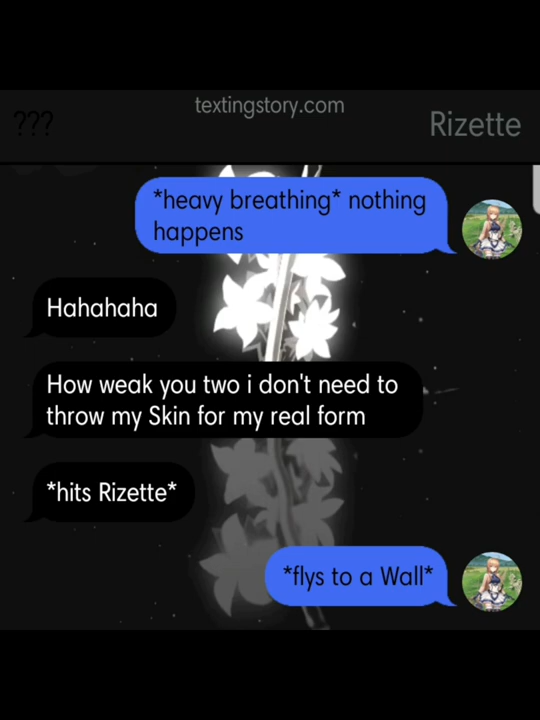 textingstory.com
??? Rizette
*heavy breathing* nothing
happens
Hahahaha
How weak you two i don't need to
throw my Skin for my real form
*hits Rizette*
*flys to a Wall*